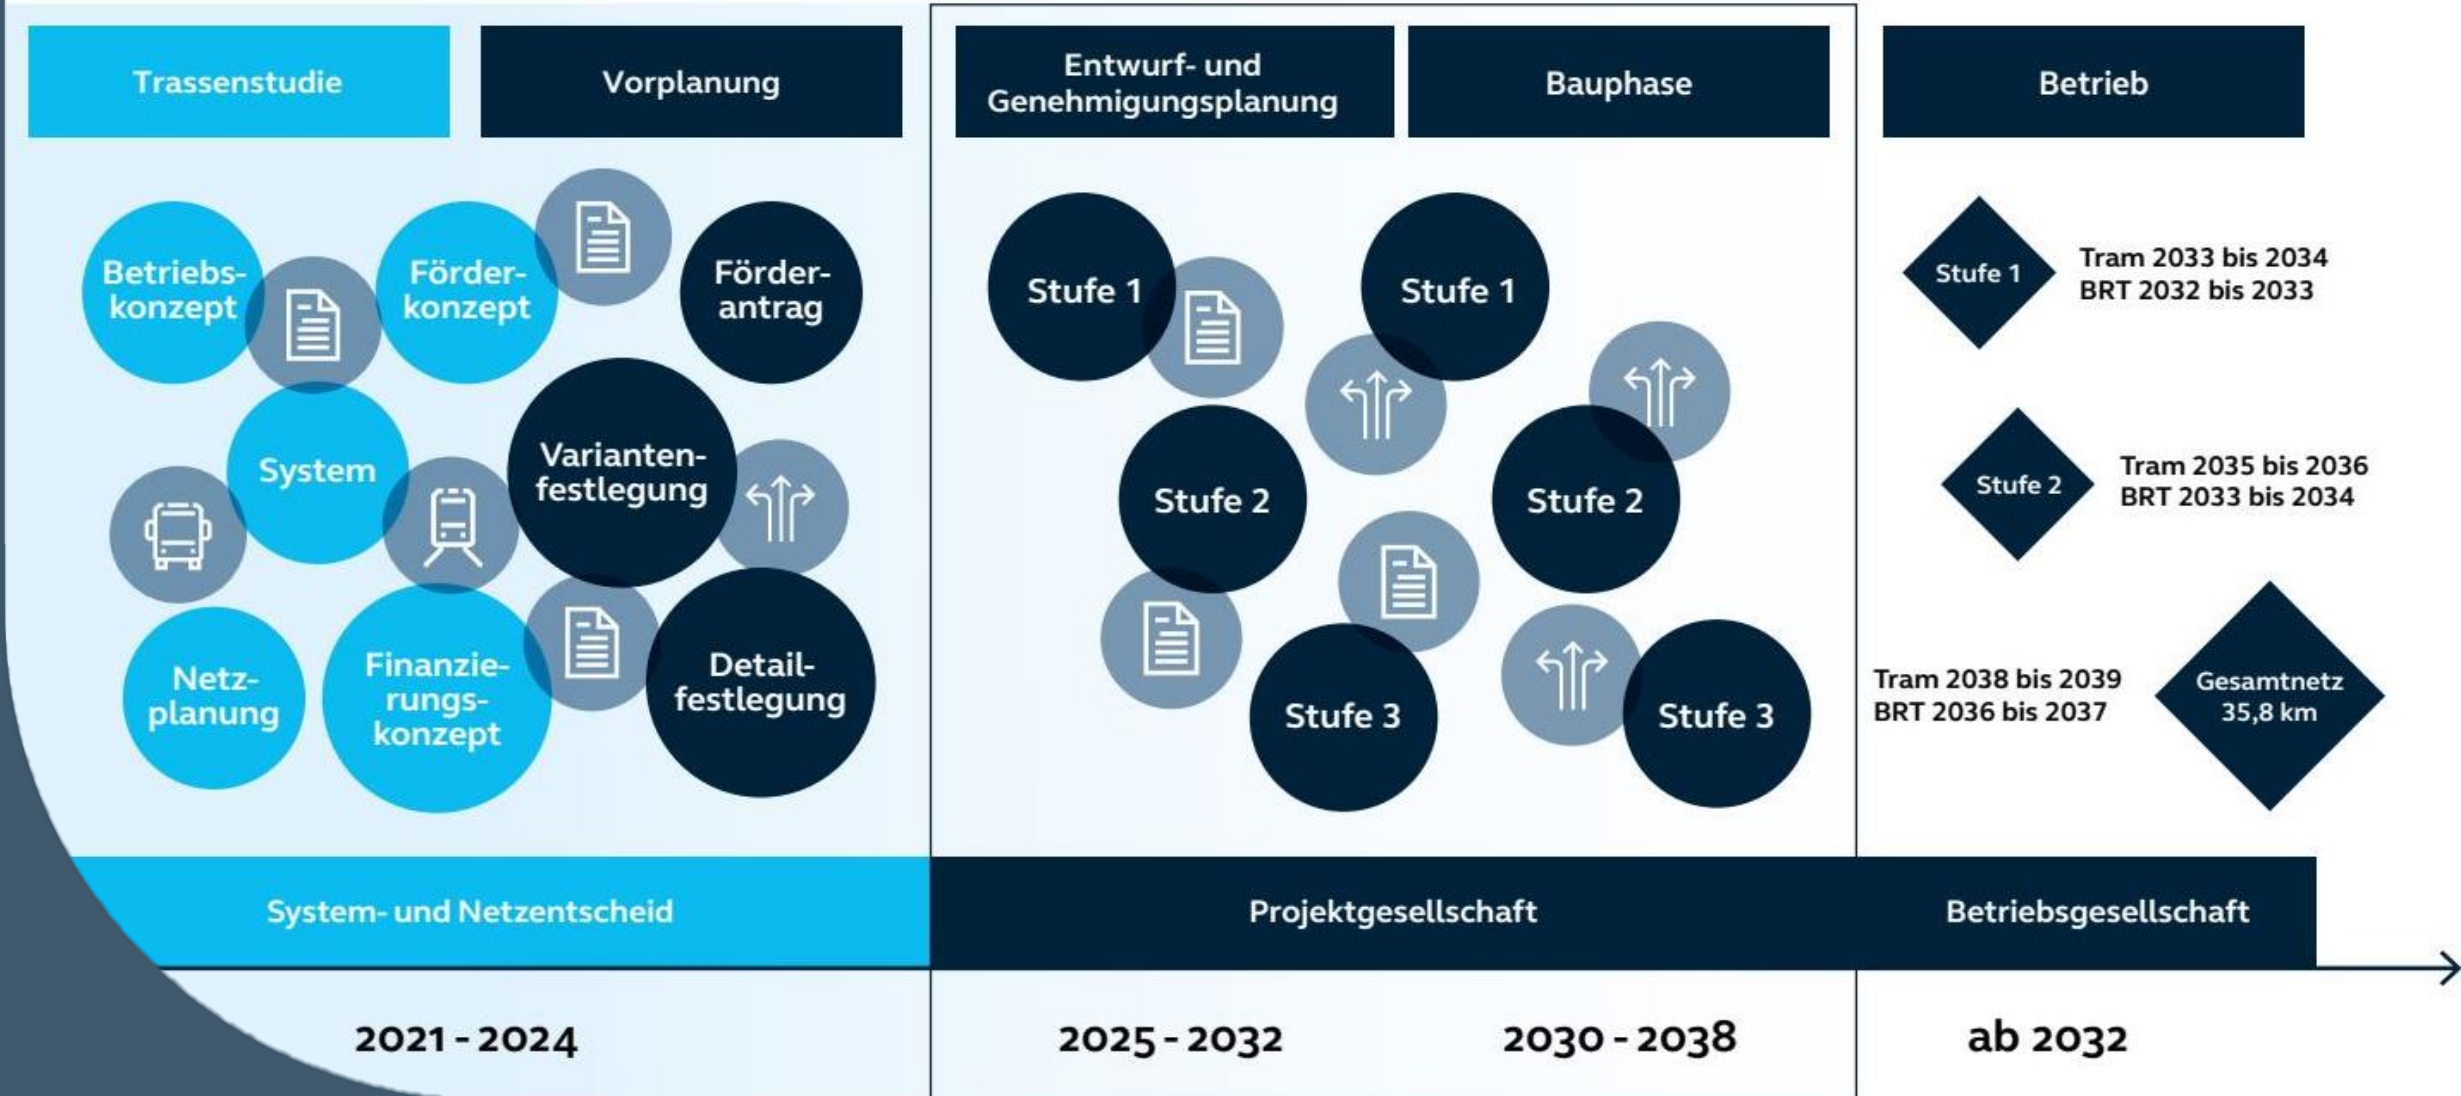 Trassenstudie
Vorplanung
Entwurf- und
Genehmigungsplanung
Bauphase
Betrieb
Betriebs-
konzept
Förder-
konzept
Förder-
antrag
System
Varianten-
festlegung
Netz-
planung
Finanzie-
rungs-
konzept
Detail-
festlegung
Stufe 1
Stufe 2
Stufe 3
Stufe 1
Stufe 2
Stufe 3
Stufe 1
Tram 2033 bis 2034
BRT 2032 bis 2033
Stufe 2
Tram 2035 bis 2036
BRT 2033 bis 2034
Tram 2038 bis 2039
BRT 2036 bis 2037
Gesamtnetz
35,8 km
System- und Netzentscheid
Projektgesellschaft
Betriebsgesellschaft
2021 - 2024
2025 - 2032
2030 - 2038
ab 2032